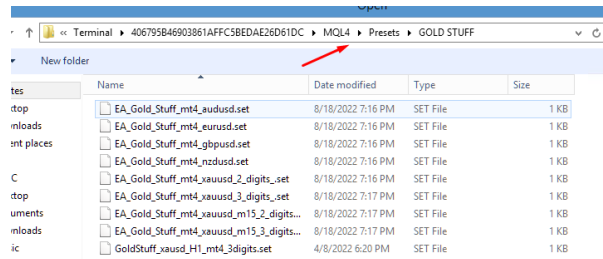 Open
« Terminal ▸ 406795B46903861AFFC5BEDAE26D61DC ▸ MQL4 ▸ Presets ▸ GOLD STUFF
New folder
Name Date modified Type Size
EA_Gold_Stuff_mt4_audusd.set 8/18/2022 7:16 PM SET File 1 KB
EA_Gold_Stuff_mt4_eurusd.set 8/18/2022 7:16 PM SET File 1 KB
EA_Gold_Stuff_mt4_gbpusd.set 8/18/2022 7:16 PM SET File 1 KB
ent places EA_Gold_Stuff_mt4_nzdusd.set 8/18/2022 7:16 PM SET File 1 KB
EA_Gold_Stuff_mt4_xauusd_2_digits_.set 8/18/2022 7:16 PM SET File 1 KB
C EA_Gold_Stuff_mt4_xauusd_3_digits_.set 8/18/2022 7:17 PM SET File 1 KB
uments EA_Gold_Stuff_mt4_xauusd_m15_2_digits... 8/18/2022 7:17 PM SET File 1 KB
wnloads EA_Gold_Stuff_mt4_xauusd_m15_3_digits... 8/18/2022 7:17 PM SET File 1 KB
ic GoldStuff_xausd_H1_mt4_3digits.set 4/8/2022 6:20 PM SET File 1 KB